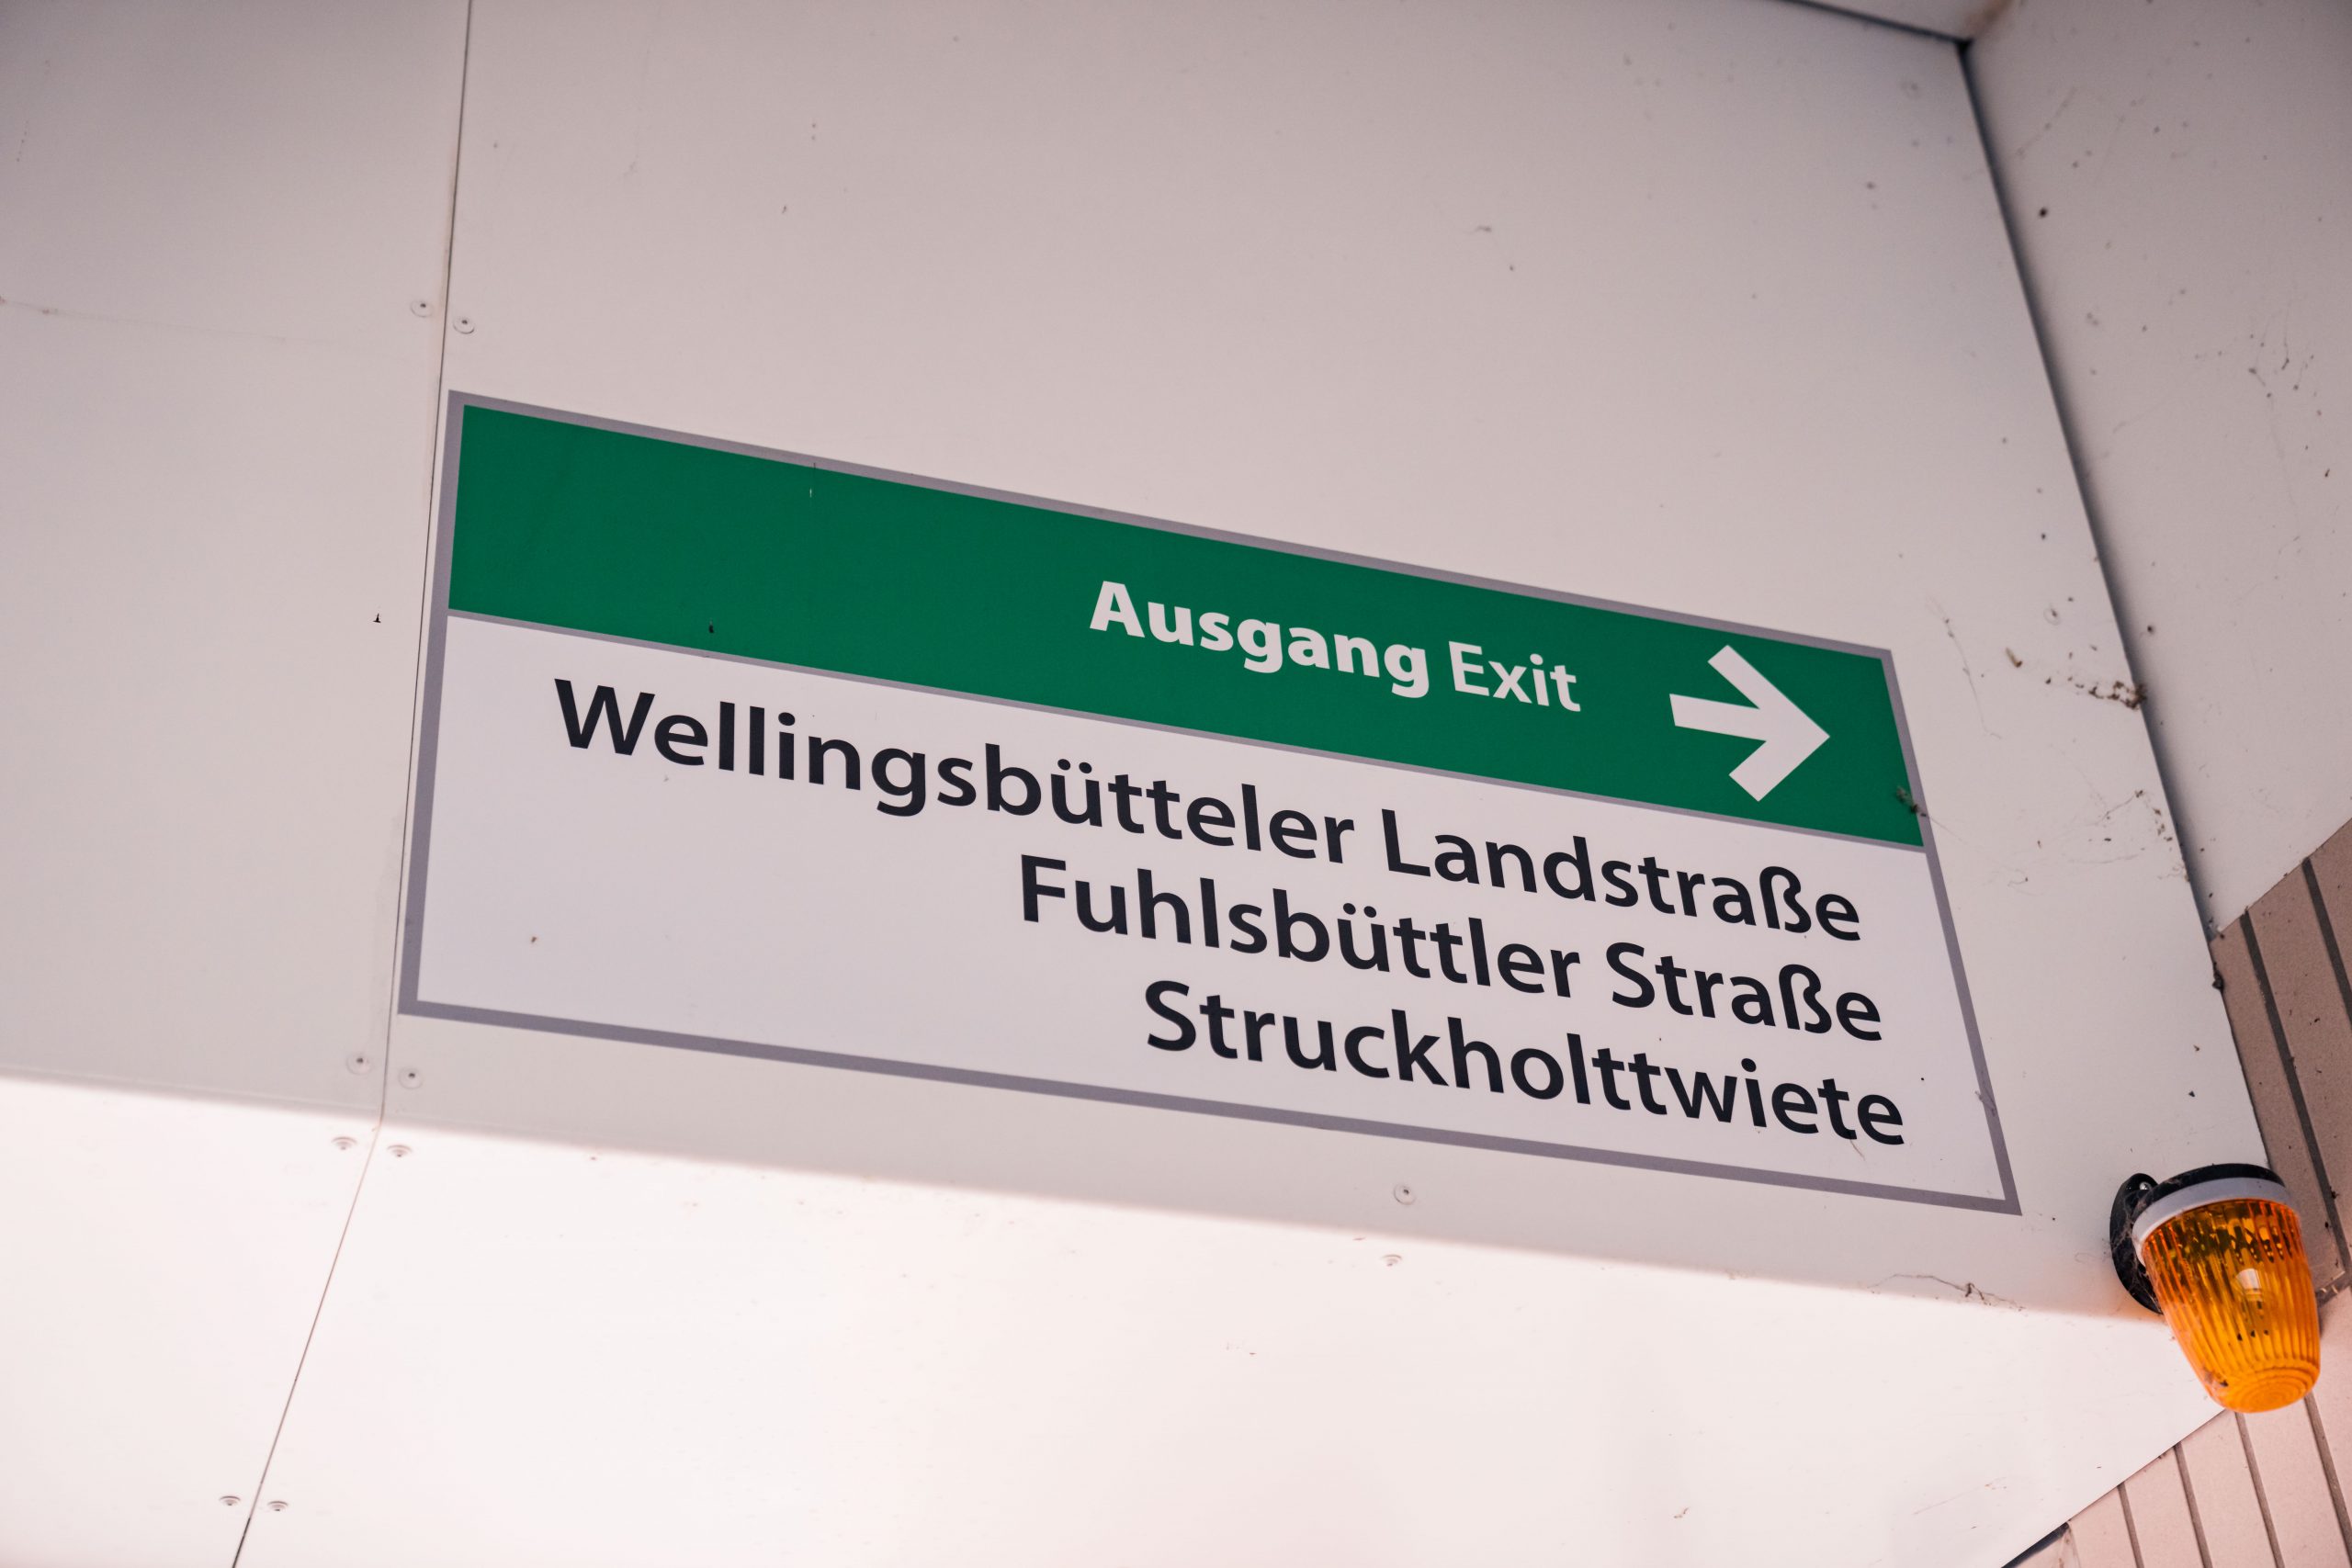 Ausgang Exit
Wellingsbütteler Landstraße
Fuhlsbüttler Straße
Struckholttwiete